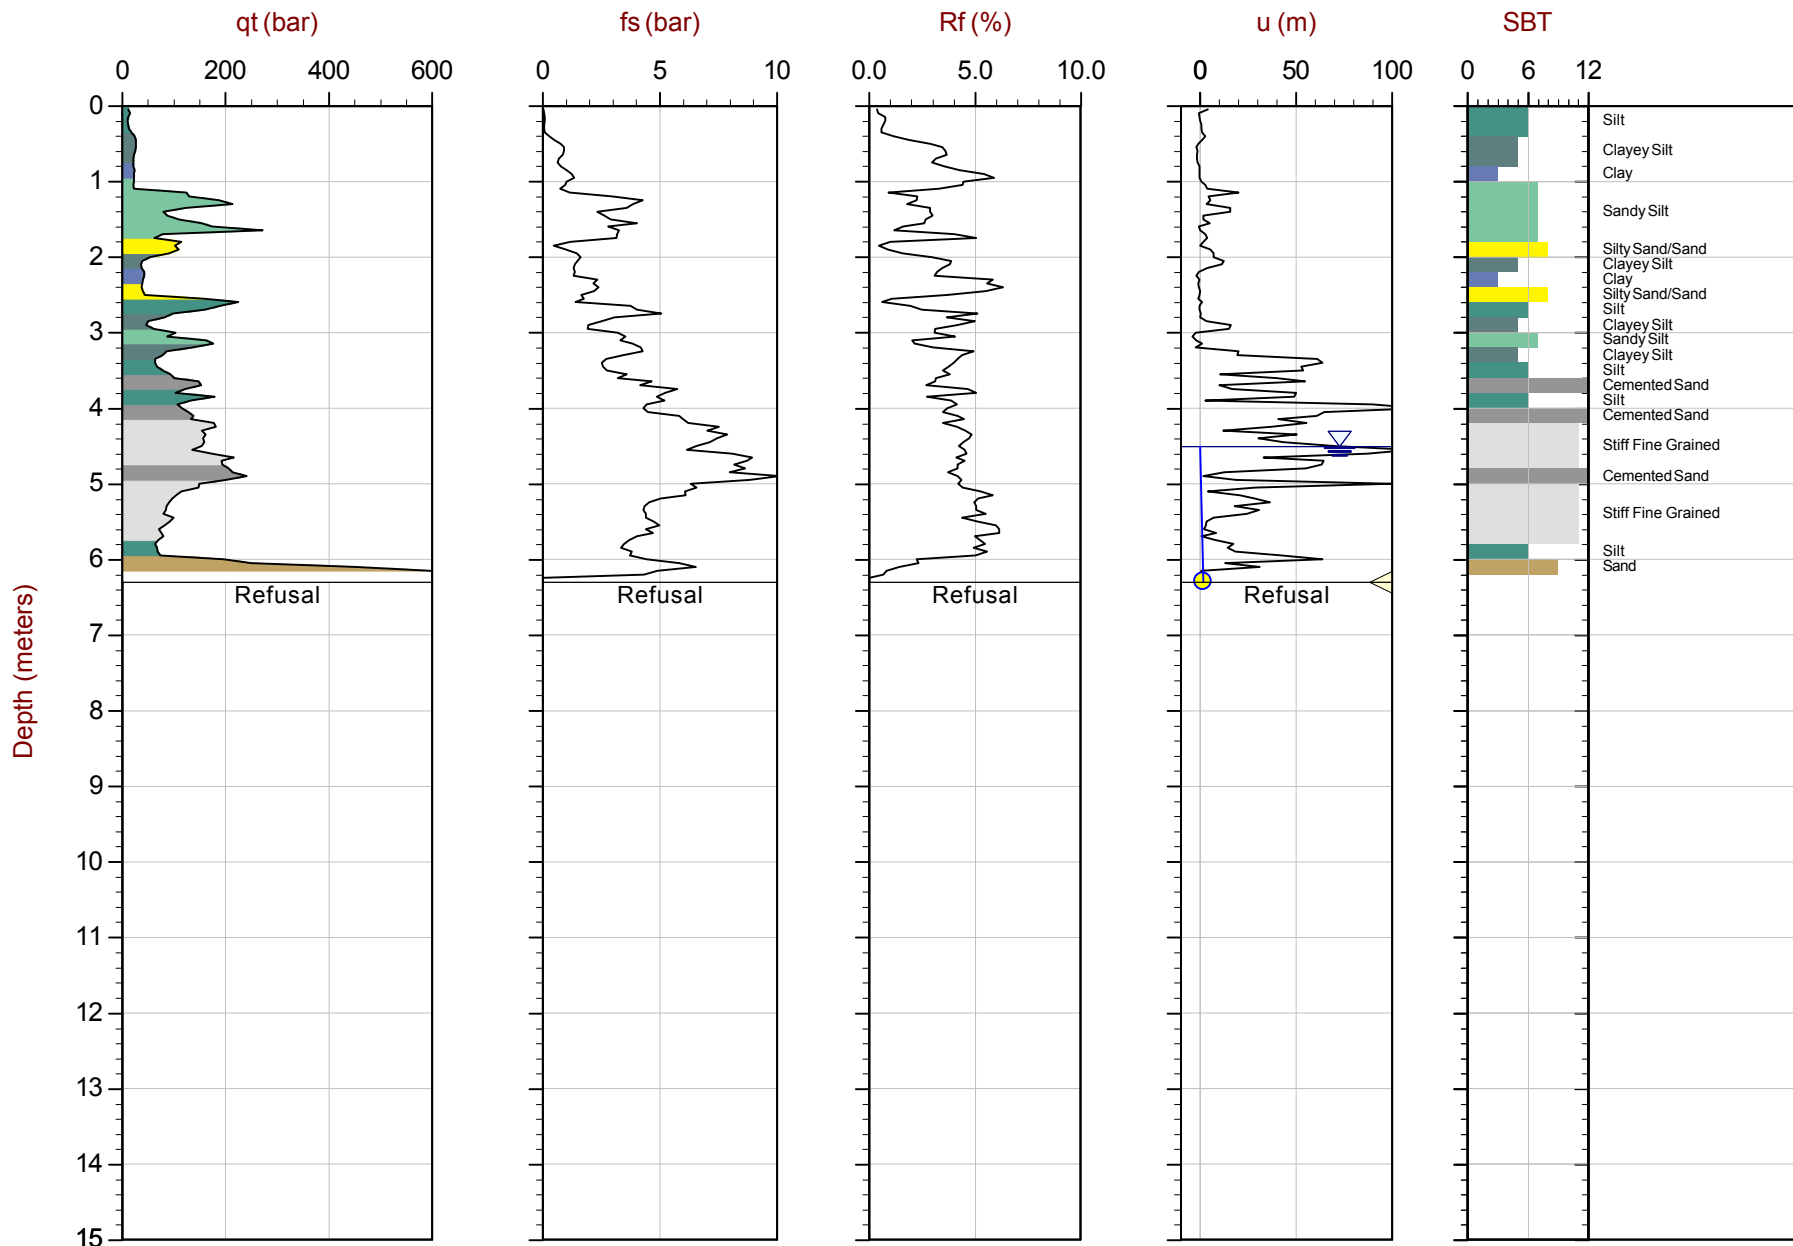 qt (bar) fs (bar) Rf (%) u (m) SBT
0 200 400 600 0 5 10 0.0 5.0 10.0 0 50 100 0 6 12
0
Silt
Clayey Silt
Clay
1
Sandy Silt
Silty Sand/Sand
2
Clayey Silt
Clay
Silty Sand/Sand
Silt
Clayey Silt
3
Sandy Silt
Clayey Silt
Silt
Cemented Sand
Silt
4
Cemented Sand
Stiff Fine Grained
Cemented Sand
5
Stiff Fine Grained
Silt
6
Sand
Refusal Refusal Refusal Refusal
7
8
9
10
11
12
13
14
15
Depth (meters)